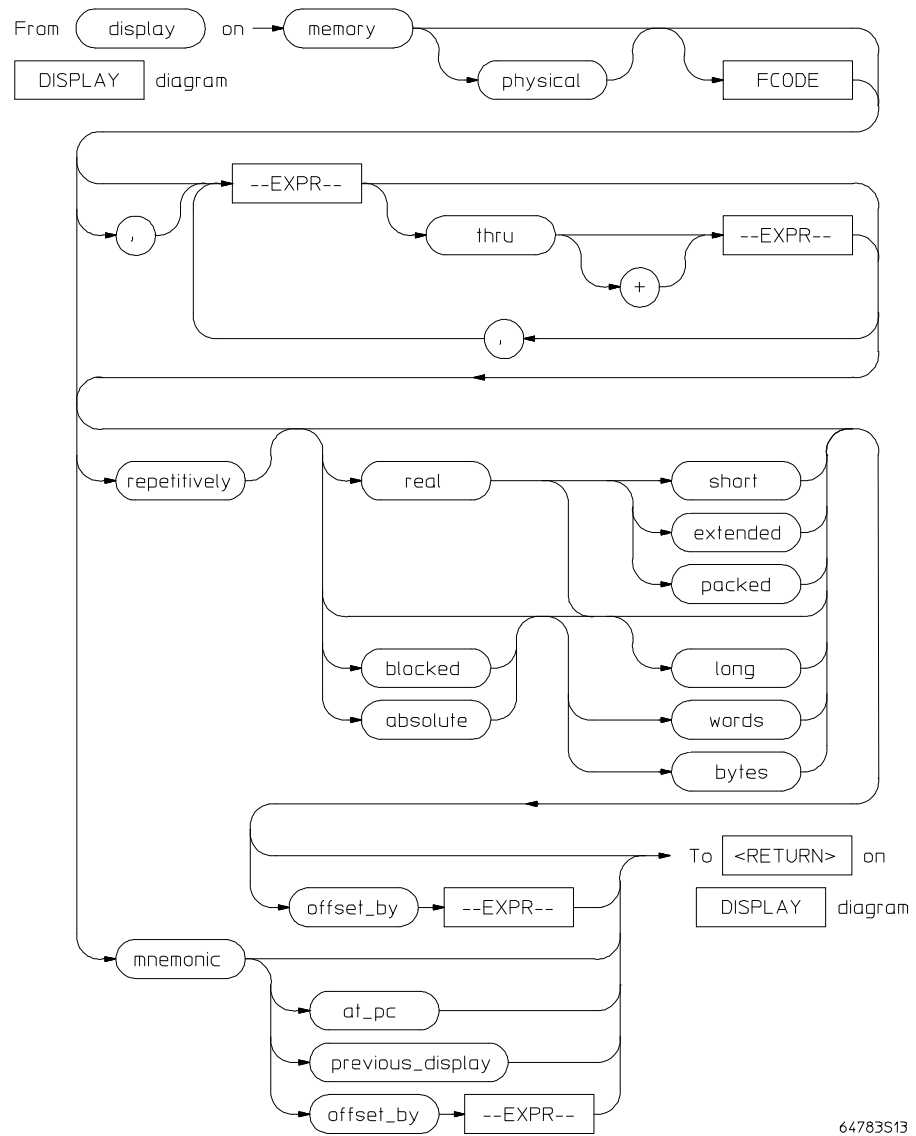 From display on memory
physical FCODE
DISPLAY diagram
--EXPR--
, thru --EXPR--
+
,
repetitively real short
extended
packed
blocked long
absolute words
bytes
To <RETURN> on
offset_by --EXPR-- DISPLAY diagram
mnemonic
at_pc
previous_display
offset_by --EXPR--
64783S13